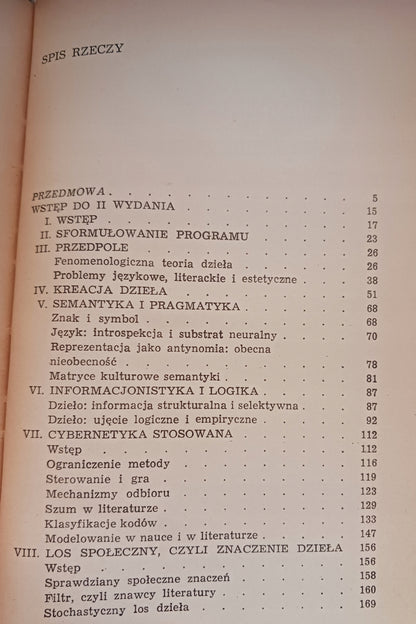 SPIS RZECZY
PRZEDMOWA . . . . . . . . . . . . 5
WSTĘP DO II WYDANIA . . . . . . . . 15
I. WSTĘP . . . . . . . . . . . . 17
II. SFORMUŁOWANIE PROGRAMU . . . . . 23
III. PRZEDPOLE . . . . . . . . . . 26
Fenomenologiczna teoria dzieła . . . . . . 26
Problemy językowe, literackie i estetyczne . . . 38
IV. KREACJA DZIEŁA . . . . . . . . . 51
V. SEMANTYKA I PRAGMATYKA . . . . . . 68
Znak i symbol . . . . . . . . . . 68
Język: introspekcja i substrat neuralny . . . . 70
Reprezentacja jako antynomia: obecna
nieobecność . . . . . . . . . . 78
Matryce kulturowe semantyki . . . . . . 81
VI. INFORMACJONISTYKA I LOGIKA . . . . . 87
Dzieło: informacja strukturalna i selektywna . . . 87
Dzieło: ujęcie logiczne i empiryczne . . . . . 92
VII. CYBERNETYKA STOSOWANA . . . . . . 112
Wstęp . . . . . . . . . . . . 112
Ograniczenie metody . . . . . . . . 116
Sterowanie i gra . . . . . . . . . 119
Mechanizmy odbioru . . . . . . . . 123
Szum w literaturze . . . . . . . . . 129
Klasyfikacje kodów . . . . . . . . . 133
Modelowanie w nauce i w literaturze . . . . . 147
VIII. LOS SPOŁECZNY, CZYLI ZNACZENIE DZIEŁA 156
Wstęp . . . . . . . . . . . . 156
Sprawdziany społeczne znaczeń . . . . . . 158
Filtr, czyli znawcy literatury . . . . . . . 160
Stochastyczny los dzieła . . . . . . . . 169